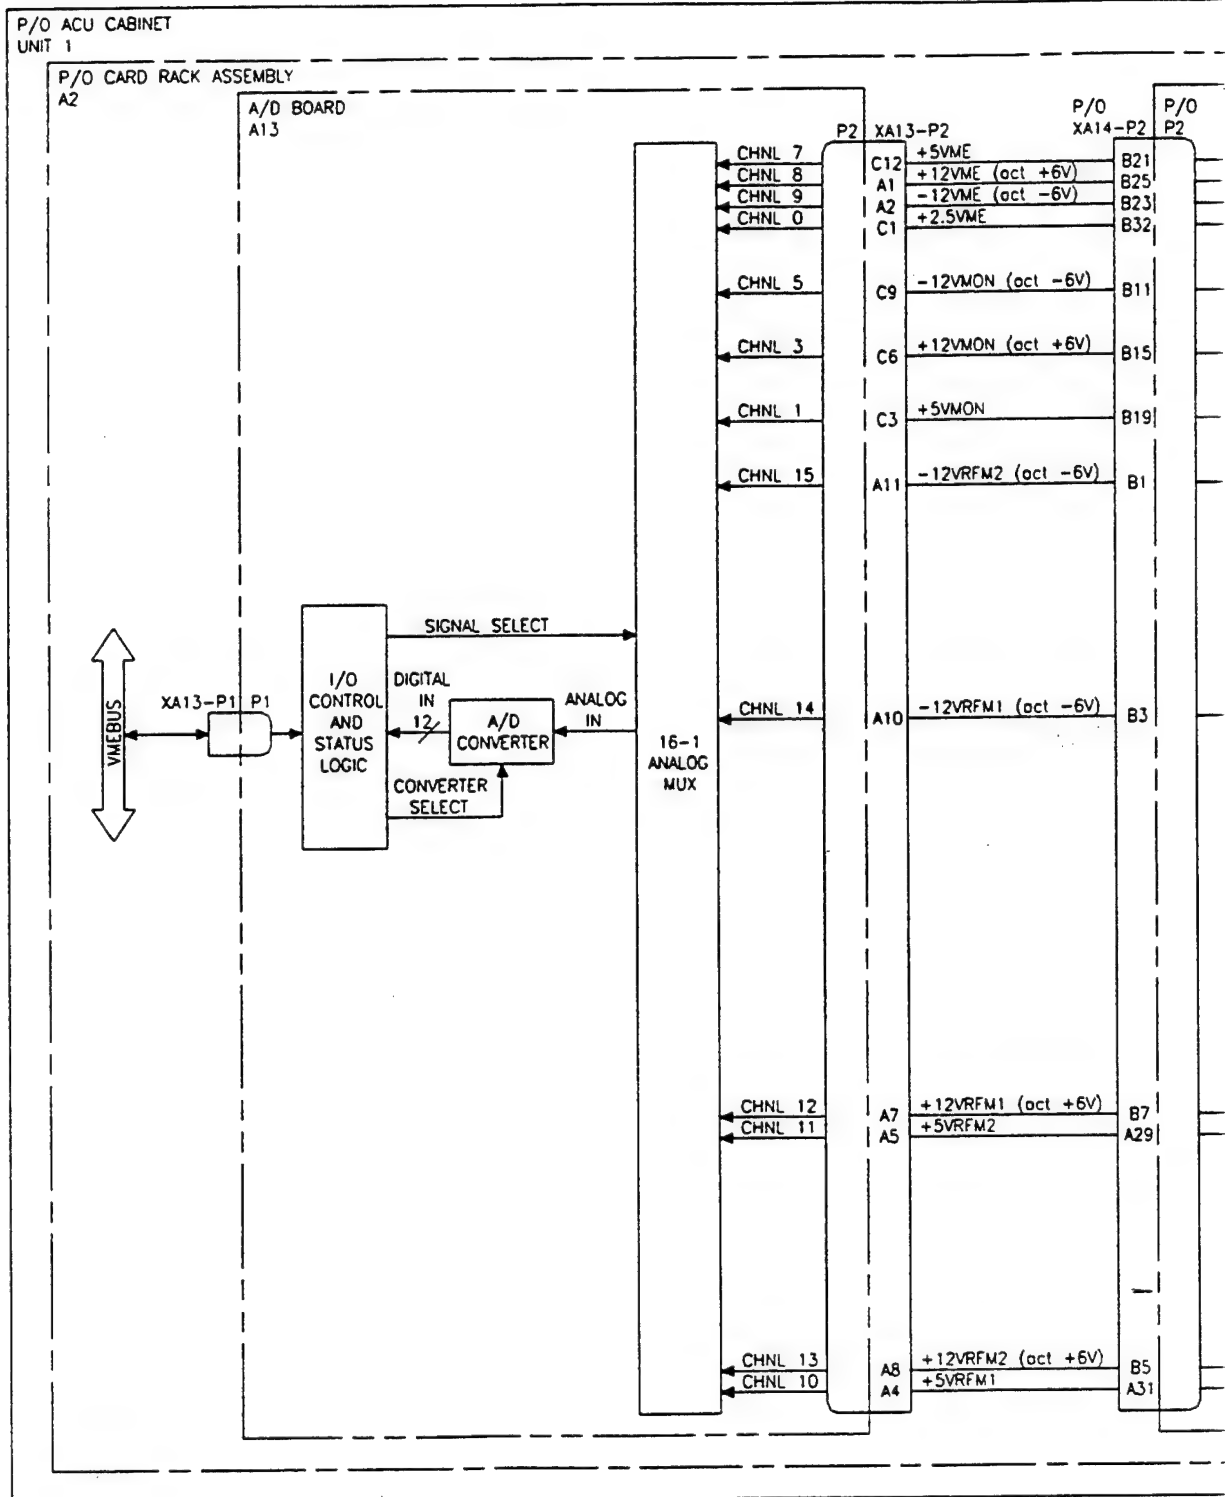 P/O ACU CABINET
UNIT 1
P/O CARD RACK ASSEMBLY
A2
A/D BOARD
A13
P2
XA13-P2
P/O
XA14-P2
P/O
P2
CHNL 7
C12
+5VME
B21
CHNL 8
A1
+12VME (act +6V)
B25
CHNL 9
A2
-12VME (act -6V)
B23
CHNL 0
C1
+2.5VME
B32
CHNL 5
C9
-12VMON (act -6V)
B11
CHNL 3
C6
+12VMON (act +6V)
B15
CHNL 1
C3
+5VMON
B19
CHNL 15
A11
-12VRFM2 (act -6V)
B1
SIGNAL SELECT
VMEBUS
XA13-P1
P1
I/O
CONTROL
AND
STATUS
LOGIC
DIGITAL
IN
12
A/D
CONVERTER
ANALOG
IN
CONVERTER
SELECT
16-1
ANALOG
MUX
CHNL 14
A10
-12VRFM1 (act -6V)
B3
CHNL 12
A7
+12VRFM1 (act +6V)
B7
CHNL 11
A5
+5VRFM2
A29
CHNL 13
A8
+12VRFM2 (act +6V)
B5
CHNL 10
A4
+5VRFM1
A31